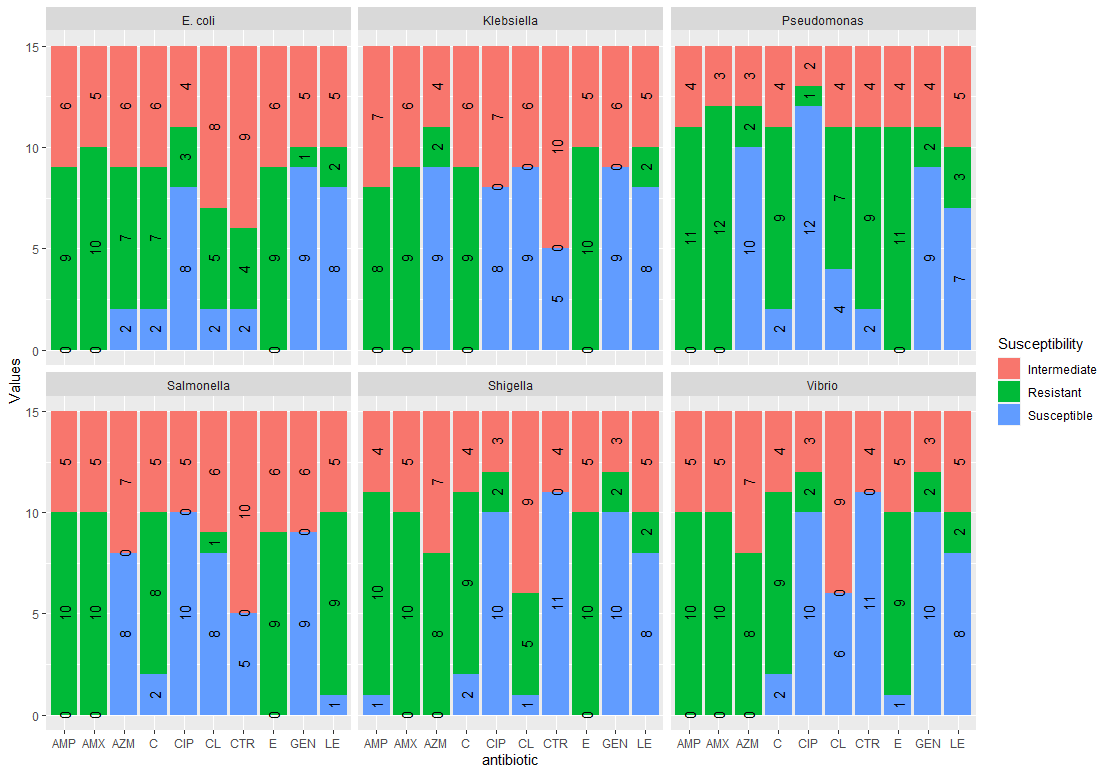 E. coli
Klebsiella
Pseudomonas
15
10
5
0
6 5 6 6 4 8 9 6 5 5
9 10 7 7 3 5 4 9 1 2
0 0 2 2 8 2 2 0 9 8
7 6 4 6 7 6 10 5 6 5
8 9 2 9 0 0 0 10 0 2
0 0 9 0 8 9 5 0 9 8
4 3 3 4 2 4 4 4 4 5
11 12 2 9 1 7 9 11 2 3
0 0 10 2 12 4 2 0 9 7
Salmonella
Shigella
Vibrio
15
10
5
0
5 5 7 5 5 6 10 6 6 5
10 10 0 8 0 1 0 9 0 9
0 0 8 2 10 8 5 0 9 1
4 5 7 4 3 9 4 5 3 5
10 10 8 9 2 5 0 10 2 2
1 0 0 2 10 1 11 0 10 8
5 5 7 4 3 9 4 5 3 5
10 10 8 9 2 0 0 9 2 2
0 0 0 2 10 6 11 1 10 8
AMP AMX AZM C CIP CL CTR E GEN LE
AMP AMX AZM C CIP CL CTR E GEN LE
AMP AMX AZM C CIP CL CTR E GEN LE
antibiotic
Values
Susceptibility
Intermediate
Resistant
Susceptible